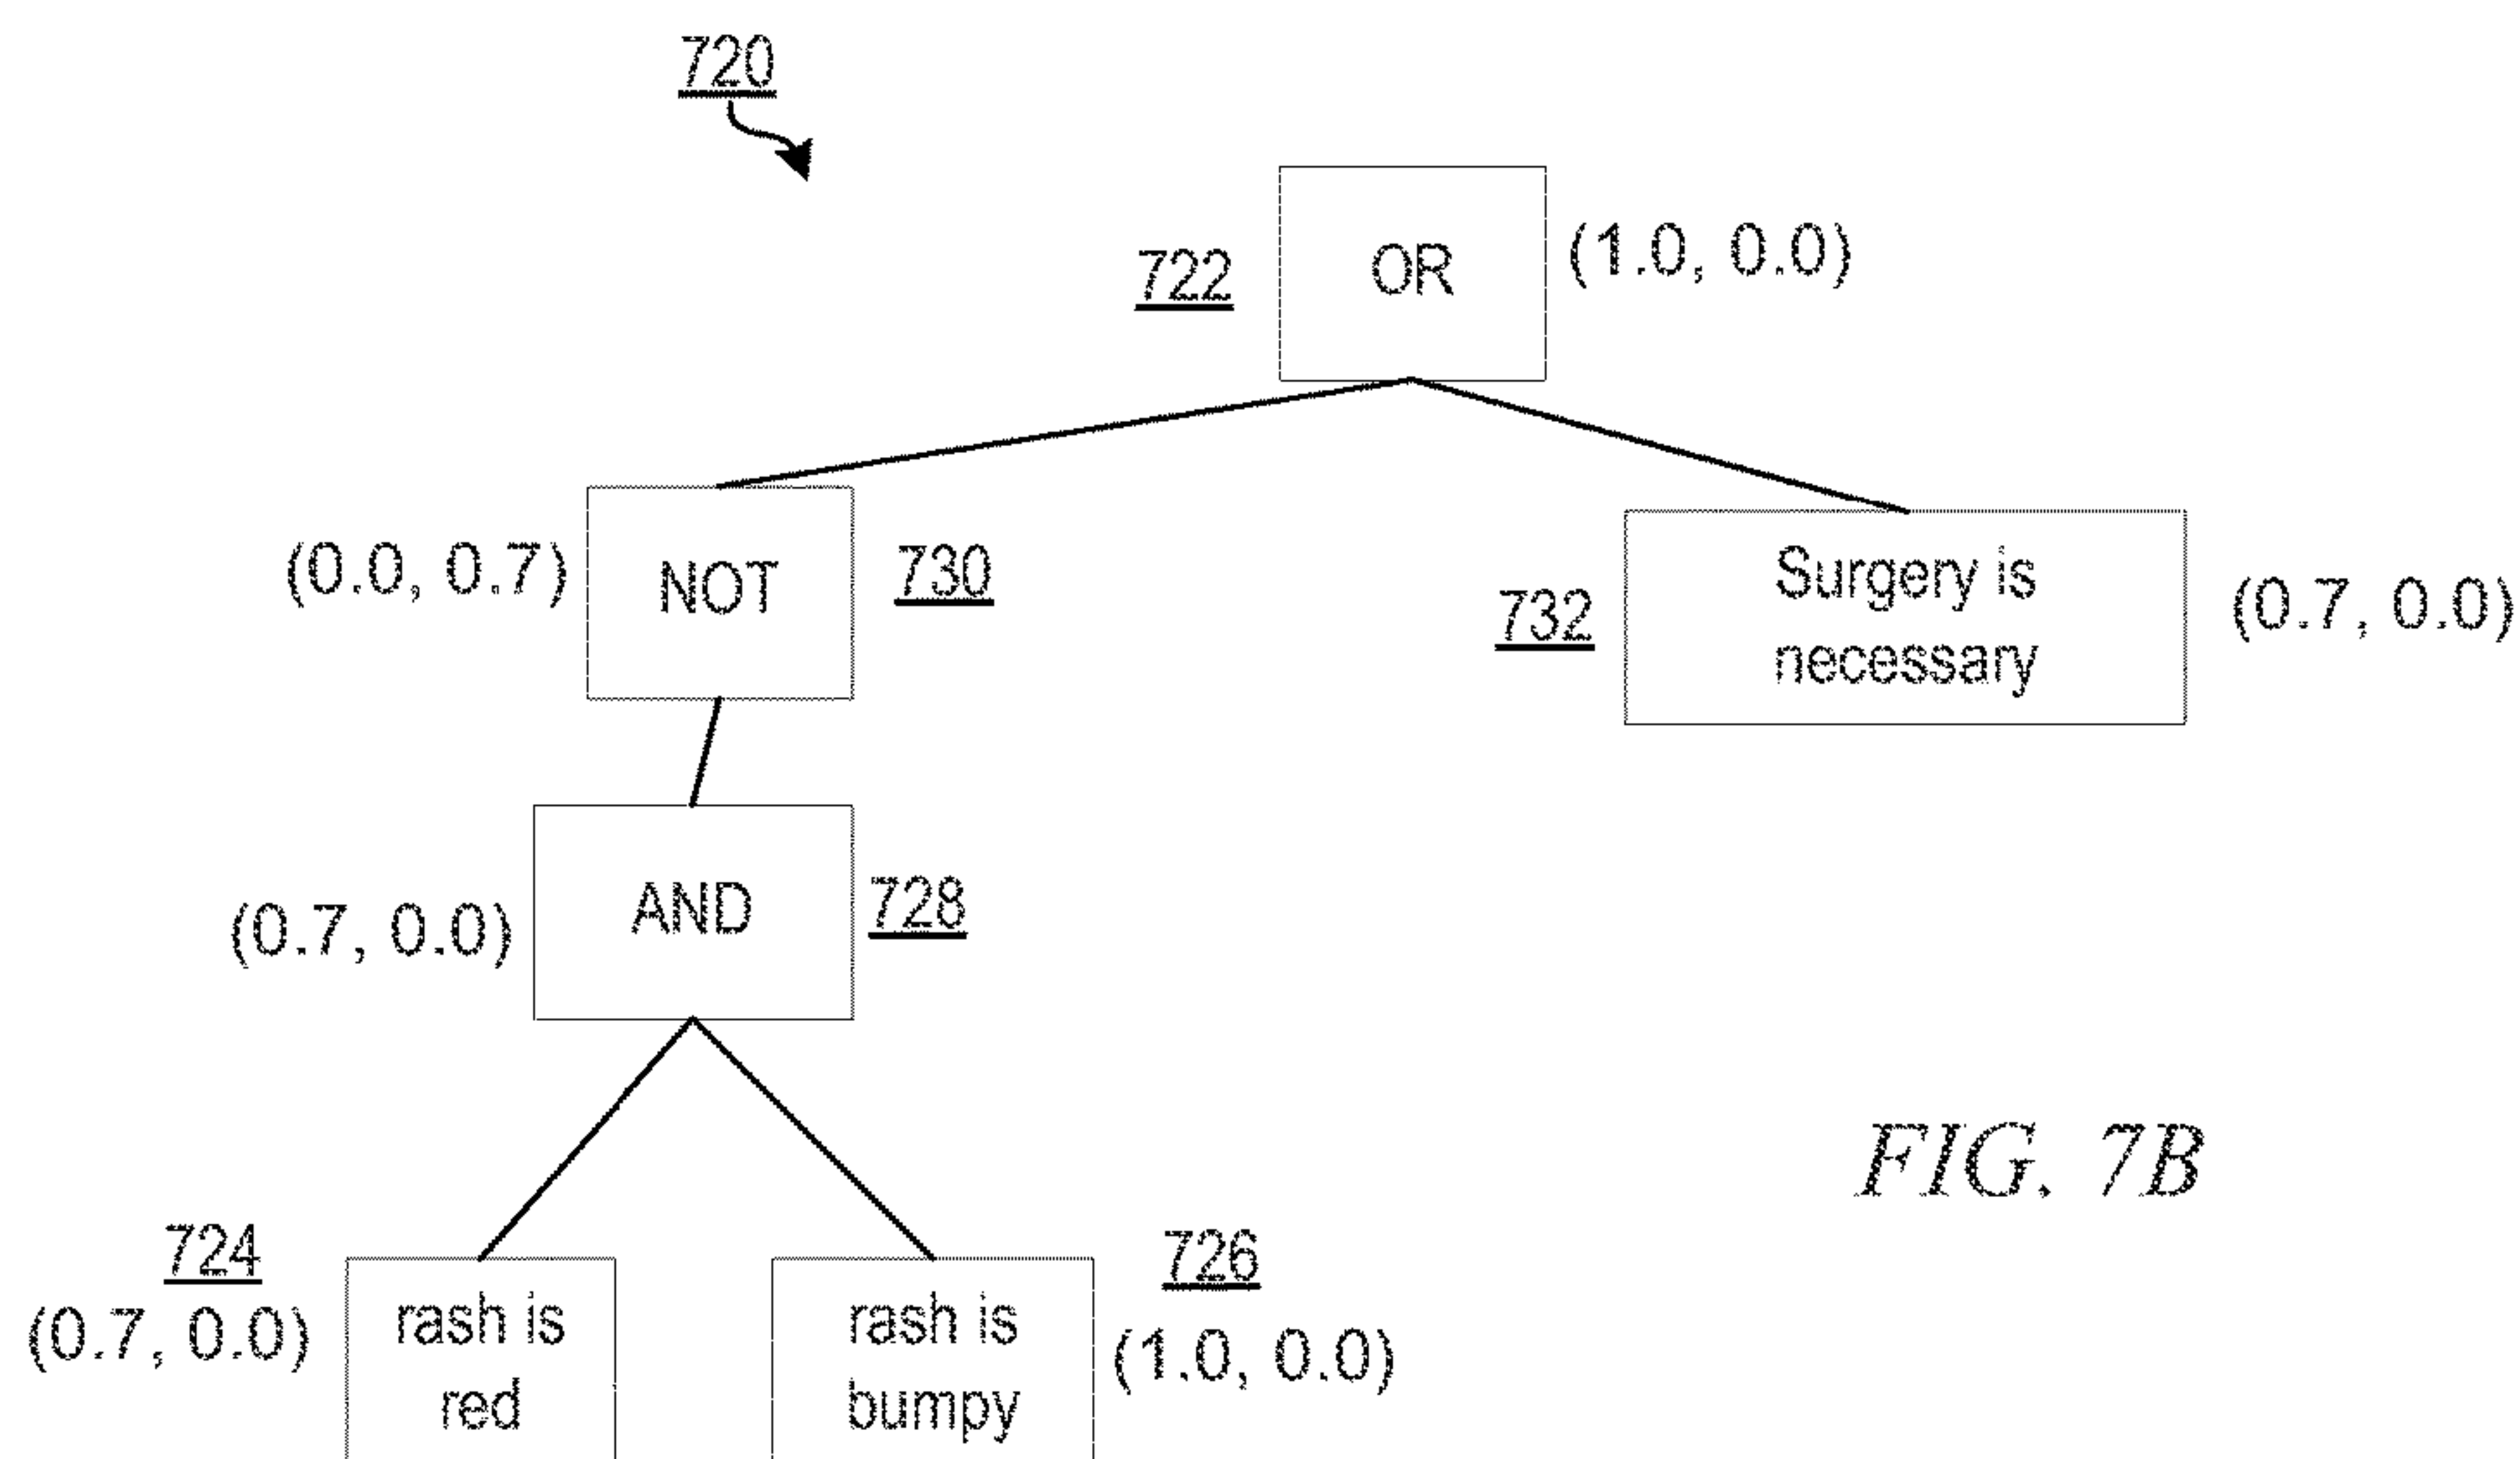 720
722
OR
(1.0, 0.0)
(0.0, 0.7)
NOT
730
732
Surgery is
necessary
(0.7, 0.0)
(0.7, 0.0)
AND
728
724
(0.7, 0.0)
rash is
red
rash is
bumpy
726
(1.0, 0.0)
FIG. 7B